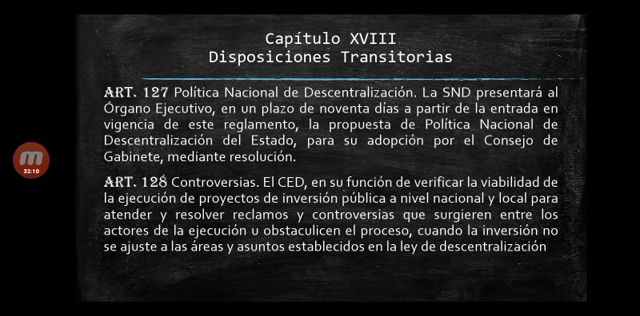 Capítulo XVIII
Disposiciones Transitorias
ART. 127 Política Nacional de Descentralización. La SND presentará al
Órgano Ejecutivo, en un plazo de noventa días a partir de la entrada en
vigencia de este reglamento, la propuesta de Política Nacional de
Descentralización del Estado, para su adopción por el Consejo de
Gabinete, mediante resolución.
ART. 128 Controversias. El CED, en su función de verificar la viabilidad de
la ejecución de proyectos de inversión pública a nivel nacional y local para
atender y resolver reclamos y controversias que surgieren entre los
actores de la ejecución u obstaculicen el proceso, cuando la inversión no
se ajuste a las áreas y asuntos establecidos en la ley de descentralización
32:10